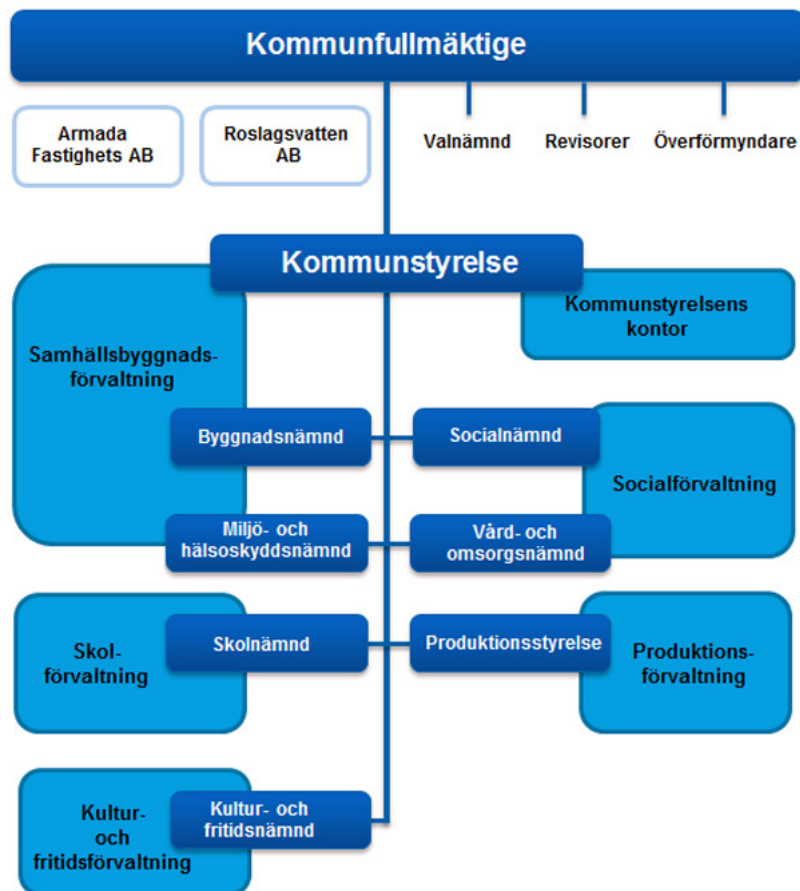 Kommunfullmäktige
Armada
Fastighets AB
Roslagsvatten
AB
Valnämnd
Revisorer
Överförmyndare
Kommunstyrelse
Kommunstyrelsens
kontor
Samhällsbyggnads-
förvaltning
Byggnadsnämnd
Socialnämnd
Socialförvaltning
Miljö- och
hälsoskyddsnämnd
Vård- och
omsorgsnämnd
Skol-
förvaltning
Skolnämnd
Produktionsstyrelse
Produktions-
förvaltning
Kultur-
och
fritidsförvaltning
Kultur- och
fritidsnämnd